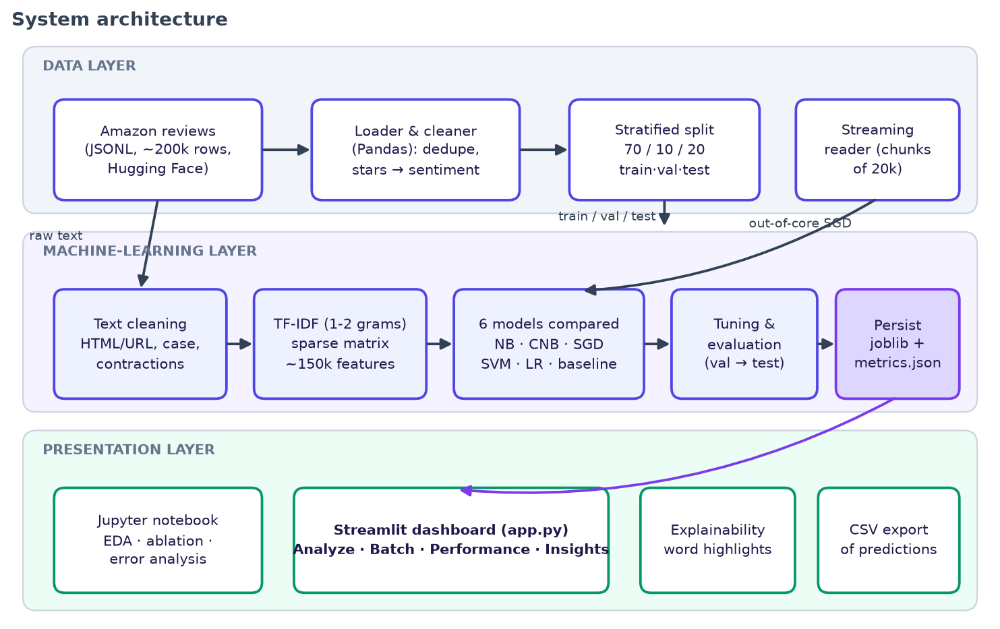 System architecture
DATA LAYER
Amazon reviews
(JSONL, ~200k rows,
Hugging Face)
Loader & cleaner
(Pandas): dedupe,
stars → sentiment
Stratified split
70 / 10 / 20
train·val·test
Streaming
reader (chunks
of 20k)
raw text
train / val / test
out-of-core SGD
MACHINE-LEARNING LAYER
Text cleaning
HTML/URL, case,
contractions
TF-IDF (1-2 grams)
sparse matrix
~150k features
6 models compared
NB · CNB · SGD
SVM · LR · baseline
Tuning &
evaluation
(val → test)
Persist
joblib +
metrics.json
PRESENTATION LAYER
Jupyter notebook
EDA · ablation ·
error analysis
Streamlit dashboard (app.py)
Analyze · Batch · Performance · Insights
Explainability
word highlights
CSV export
of predictions